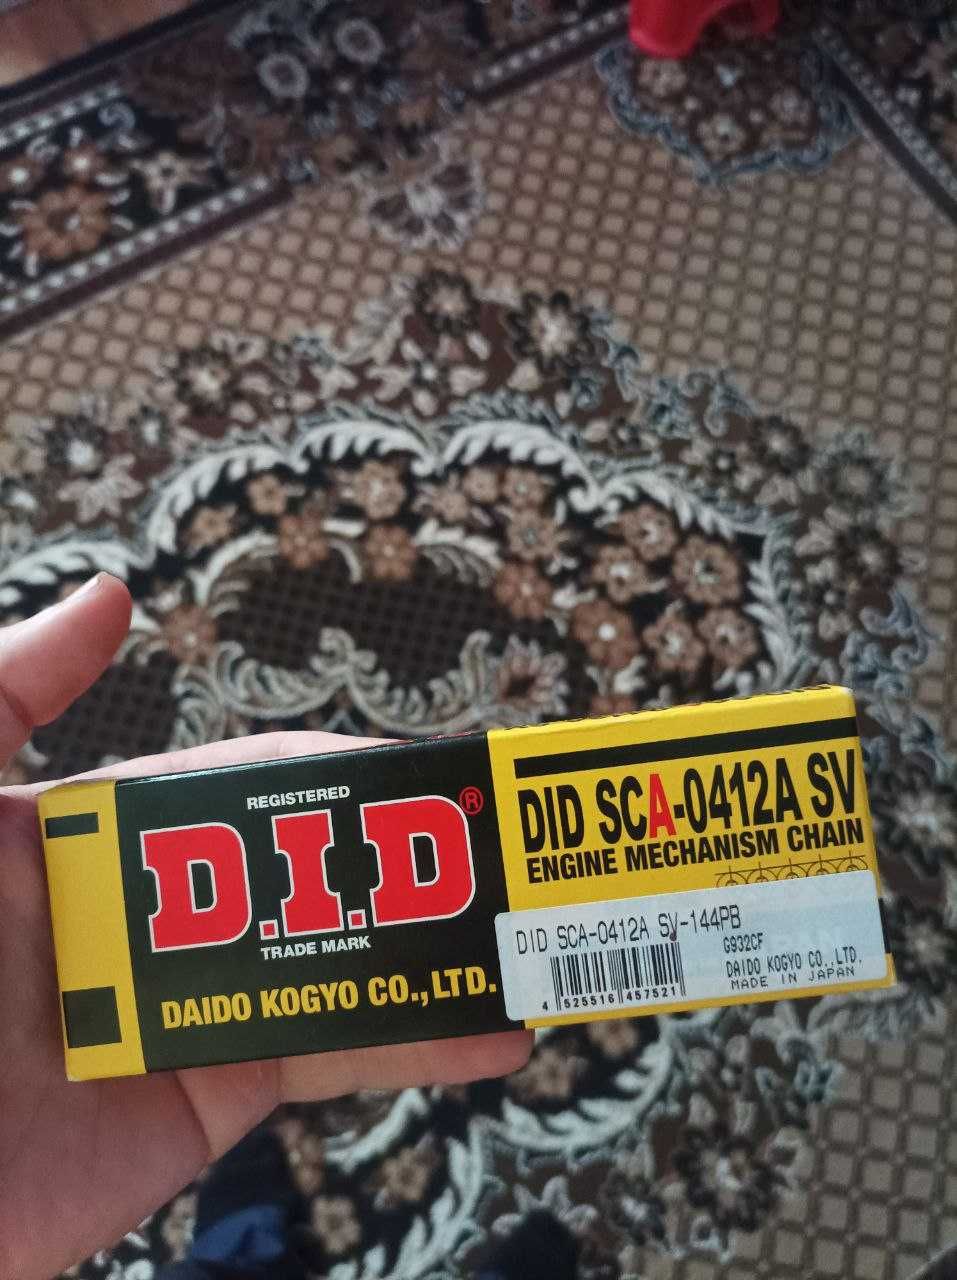 REGISTERED
D.I.D®
TRADE MARK
DAIDO KOGYO CO., LTD.
DID SCA-0412A SV
ENGINE MECHANISM CHAIN
DID SCA-0412A SV-144PB
G932CF
DAIDO KOGYO CO.,LTD.
MADE IN JAPAN
4 525516 457521